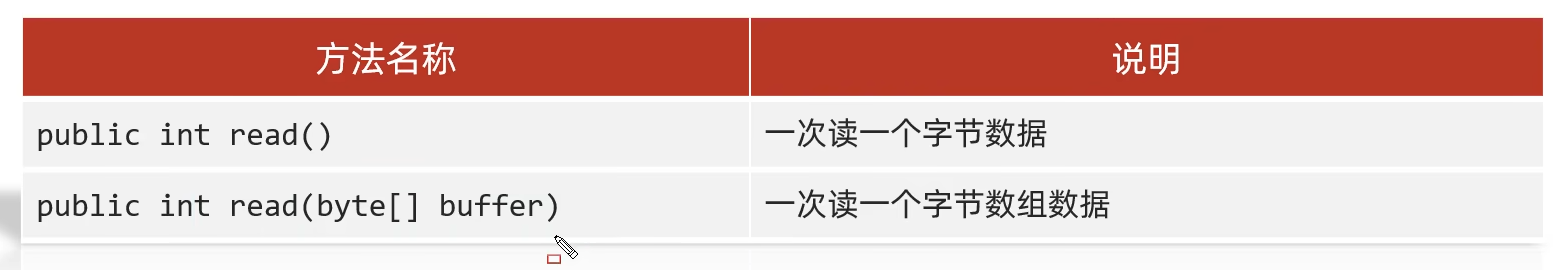 方法名称 说明
public int read() 一次读一个字节数据
public int read(byte[] buffer) 一次读一个字节数组数据